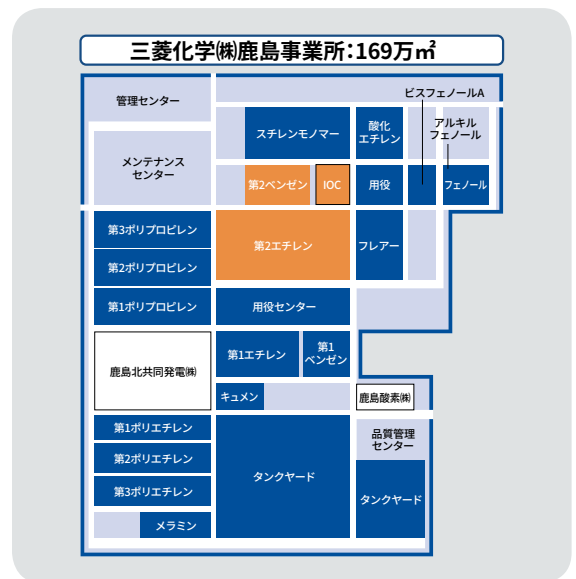 三菱化学㈱鹿島事業所：169万㎡
ビスフェノールA
管理センター
アルキル
フェノール
スチレンモノマー
酸化
エチレン
メンテナンス
センター
第2ベンゼン
IOC
用役
フェノール
第3ポリプロピレン
第2エチレン
フレアー
第2ポリプロピレン
第1ポリプロピレン
用役センター
第1エチレン
第1
ベンゼン
鹿島北共同発電㈱
キュメン
鹿島酸素㈱
第1ポリエチレン
品質管理
センター
第2ポリエチレン
タンクヤード
第3ポリエチレン
タンクヤード
メラミン